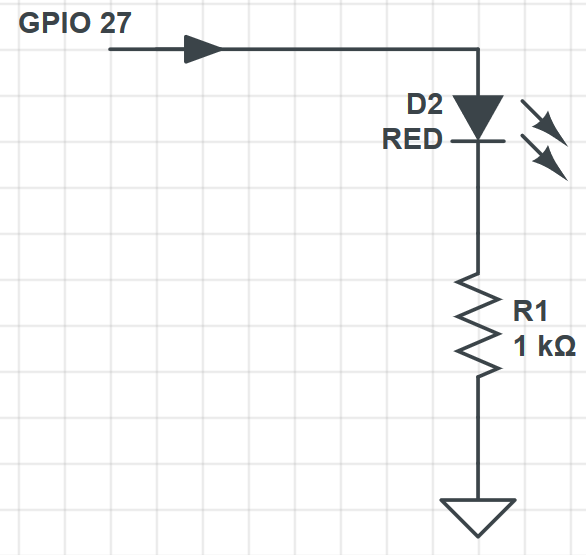 GPIO 27
D2
RED
R1
1 kΩ